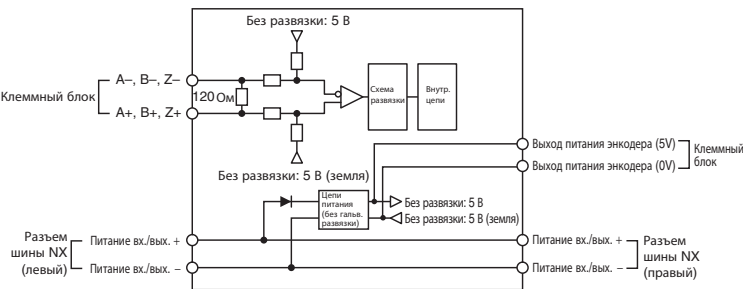 Без развязки: 5 В
A–, B–, Z–
Клеммный блок
120 Ом
A+, B+, Z+
Схема
развязки
Внутр.
цепи
Без развязки: 5 В (земля)
Выход питания энкодера (5V)
Выход питания энкодера (0V)
Клеммный
блок
Цепи
питания
(без гальв.
развязки)
Без развязки: 5 В
Без развязки: 5 В (земля)
Разъем
шины NX
(левый)
Питание вх./вых. +
Питание вх./вых. –
Питание вх./вых. +
Питание вх./вых. –
Разъем
шины NX
(правый)